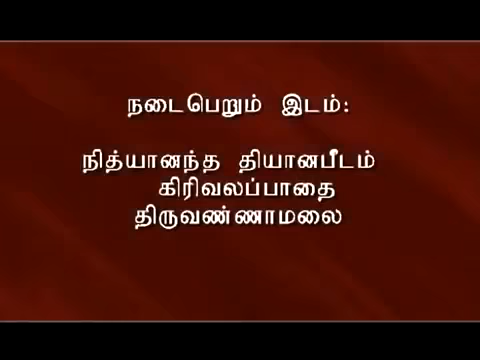 நடைபெறும் இடம்:
நித்யானந்த தியானபீடம்
கிரிவலப்பாதை
திருவண்ணாமலை